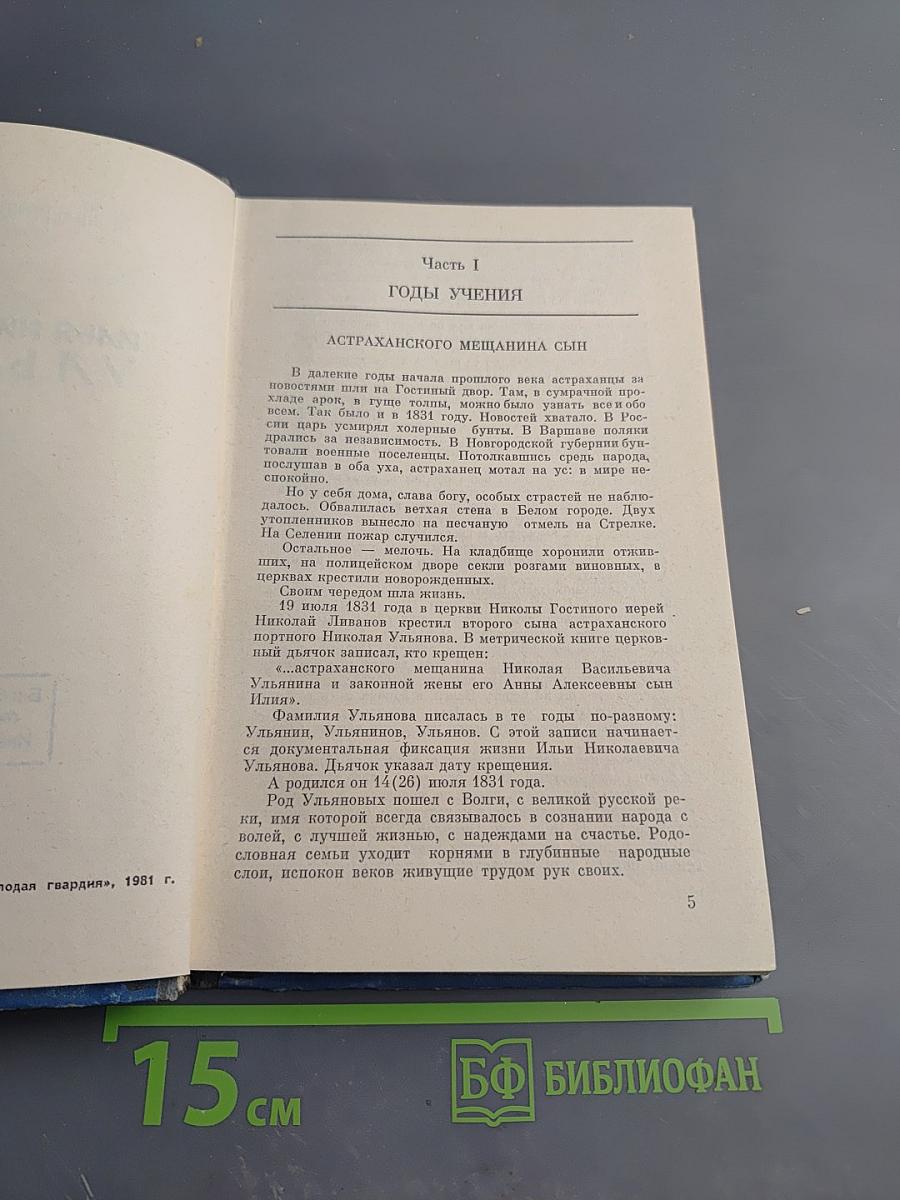 Часть I
ГОДЫ УЧЕНИЯ
АСТРАХАНСКОГО МЕЩАНИНА СЫН
В далекие годы начала прошлого века астраханцы за
новостями шли на Гостиный двор. Там, в сумрачной про-
хладе арок, в гуще толпы, можно было узнать все и обо
всем. Так было и в 1831 году. Новостей хватало. В Рос-
сии царь усмирял холерные бунты. В Варшаве поляки
дрались за независимость. В Новгородской губернии бун-
товали военные поселенцы. Потолкавшись средь народа,
послушав в оба уха, астраханец мотал на ус: в мире не-
спокойно.
Но у себя дома, слава богу, особых страстей не наблю-
далось. Обвалилась ветхая стена в Белом городе. Двух
утопленников вынесло на песчаную отмель на Стрелке.
На Селении пожар случился.
Остальное — мелочь. На кладбище хоронили отжив-
ших, на полицейском дворе секли розгами виновных, в
церквах крестили новорожденных.
Своим чередом шла жизнь.
19 июля 1831 года в церкви Николы Гостиного иерей
Николай Ливанов крестил второго сына астраханского
портного Николая Ульянова. В метрической книге церков-
ный дьячок записал, кто крещен:
«...астраханского мещанина Николая Васильевича
Ульянина и законной жены его Анны Алексеевны сын
Илия».
Фамилия Ульянова писалась в те годы по-разному:
Ульянин, Ульянинов, Ульянов. С этой записи начинает-
ся документальная фиксация жизни Ильи Николаевича
Ульянова. Дьячок указал дату крещения.
А родился он 14(26) июля 1831 года.
Род Ульяновых пошел с Волги, с великой русской ре-
ки, имя которой всегда связывалось в сознании народа с
волей, с лучшей жизнью, с надеждами на счастье. Родо-
словная семьи уходит корнями в глубинные народные
слои, испокон веков живущие трудом рук своих.
5
лодая гвардия», 1981 г.
15 см
БФ БИБЛИОФАН